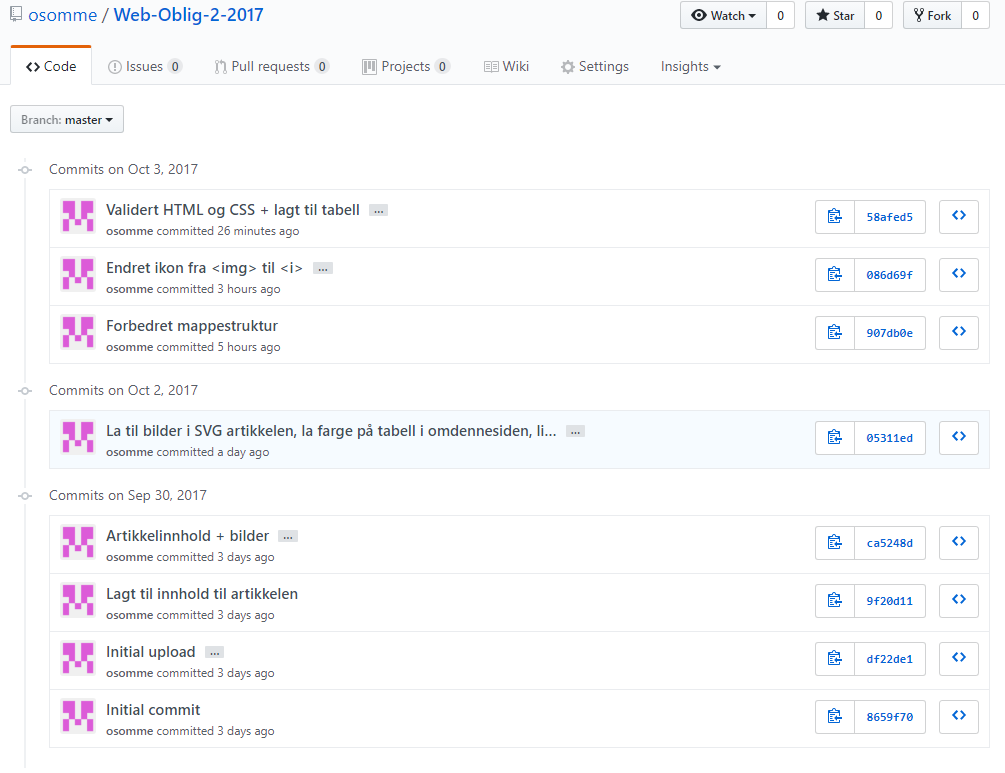 osomme / Web-Oblig-2-2017 Watch 0 Star 0 Fork 0
Code Issues 0 Pull requests 0 Projects 0 Wiki Settings Insights
Branch: master
Commits on Oct 3, 2017
Validert HTML og CSS + lagt til tabell …
58afed5
osomme committed 26 minutes ago
Endret ikon fra <img> til <i> …
086d69f
osomme committed 3 hours ago
Forbedret mappestruktur
907db0e
osomme committed 5 hours ago
Commits on Oct 2, 2017
La til bilder i SVG artikkelen, la farge på tabell i omdennesiden, li… …
05311ed
osomme committed a day ago
Commits on Sep 30, 2017
Artikkelinnhold + bilder …
ca5248d
osomme committed 3 days ago
Lagt til innhold til artikkelen
9f20d11
osomme committed 3 days ago
Initial upload …
df22de1
osomme committed 3 days ago
Initial commit
8659f70
osomme committed 3 days ago